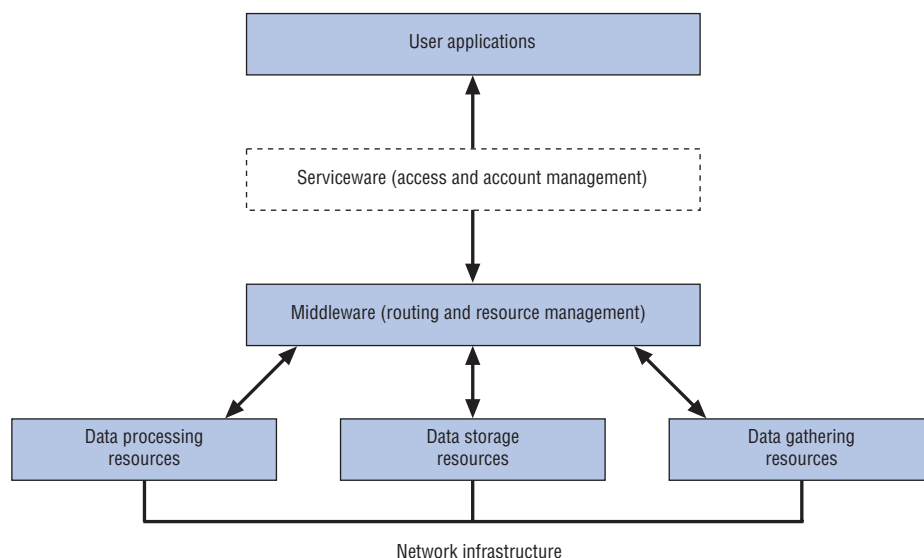 User applications
Serviceware (access and account management)
Middleware (routing and resource management)
Data processing
resources
Data storage
resources
Data gathering
resources
Network infrastructure